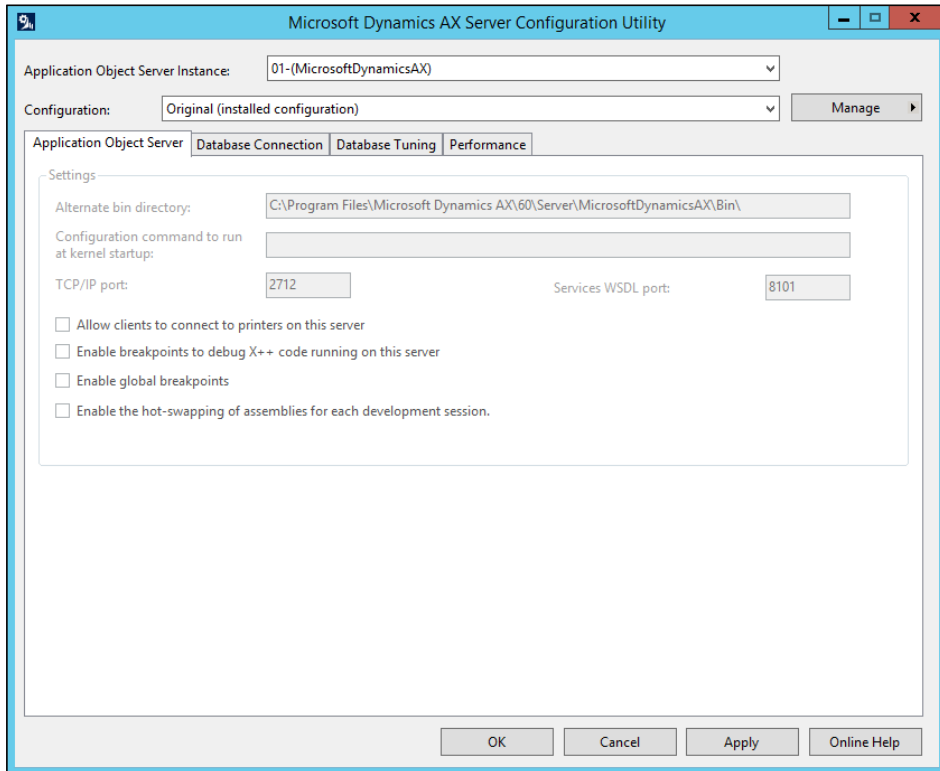 Microsoft Dynamics AX Server Configuration Utility
Application Object Server Instance: 01-(MicrosoftDynamicsAX)
Configuration: Original (installed configuration) Manage
Application Object Server Database Connection Database Tuning Performance
Settings
Alternate bin directory: C:\Program Files\Microsoft Dynamics AX\60\Server\MicrosoftDynamicsAX\Bin\
Configuration command to run
at kernel startup:
TCP/IP port: 2712 Services WSDL port: 8101
Allow clients to connect to printers on this server
Enable breakpoints to debug X++ code running on this server
Enable global breakpoints
Enable the hot-swapping of assemblies for each development session.
OK Cancel Apply Online Help